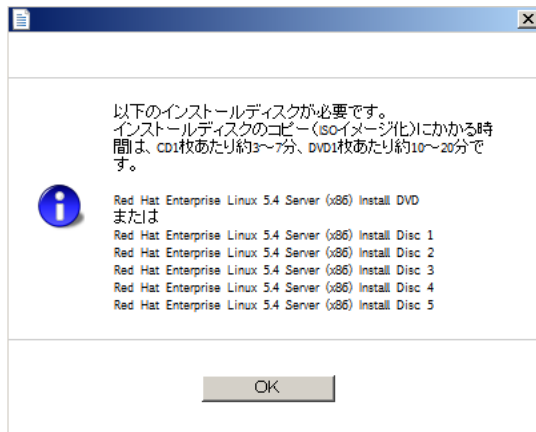 以下のインストールディスクが必要です。
インストールディスクのコピー(ISOイメージ化)にかかる時
間は、CD1枚あたり約3～7分、DVD1枚あたり約10～20分で
す。
Red Hat Enterprise Linux 5.4 Server (x86) Install DVD
または
Red Hat Enterprise Linux 5.4 Server (x86) Install Disc 1
Red Hat Enterprise Linux 5.4 Server (x86) Install Disc 2
Red Hat Enterprise Linux 5.4 Server (x86) Install Disc 3
Red Hat Enterprise Linux 5.4 Server (x86) Install Disc 4
Red Hat Enterprise Linux 5.4 Server (x86) Install Disc 5
OK